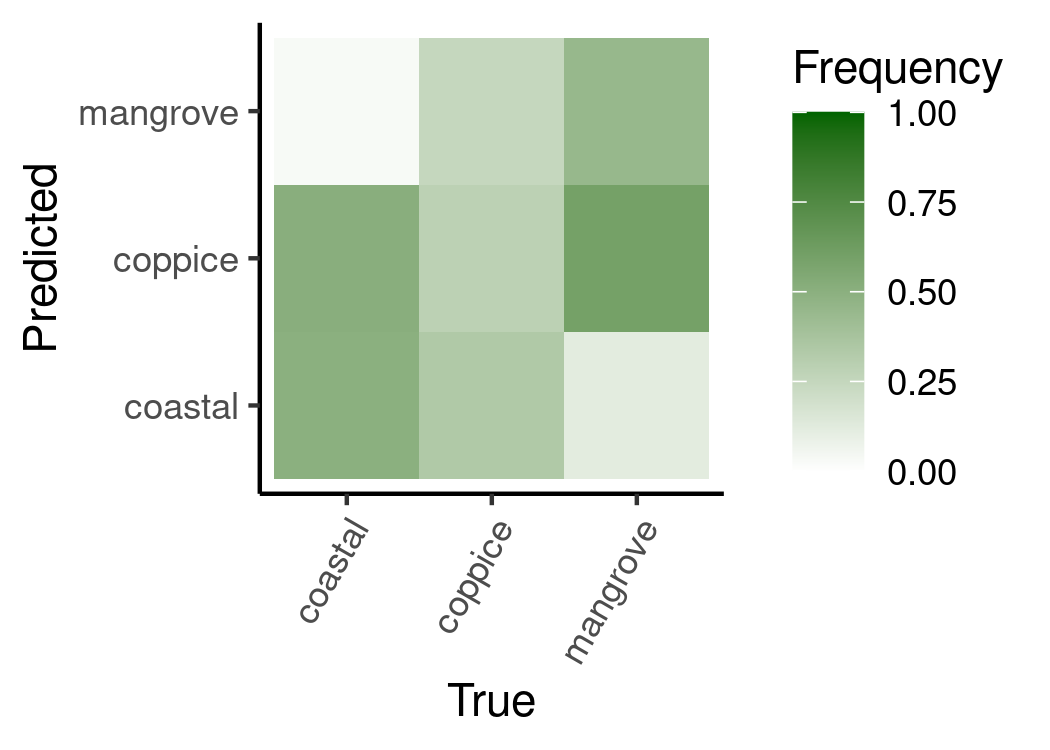 Predicted
mangrove
coppice
coastal
coastal
coppice
mangrove
True
Frequency
1.00
0.75
0.50
0.25
0.00